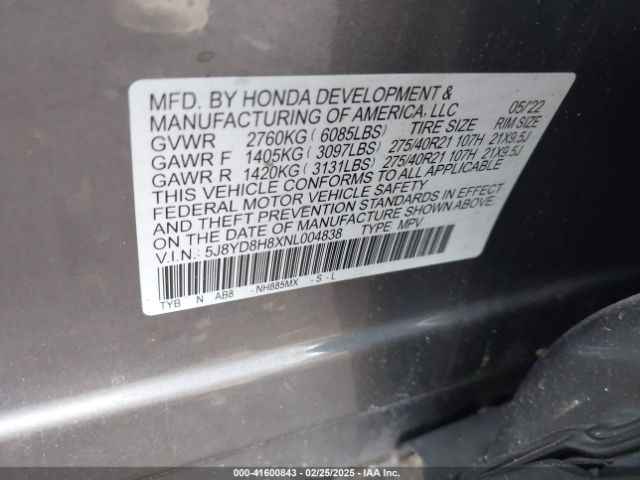 MFD. BY HONDA DEVELOPMENT &
MANUFACTURING OF AMERICA, LLC 05/'22
GVWR 2760KG (6085LBS) TIRE SIZE RIM SIZE
GAWR F 1405KG (3097LBS) 275/40R21 107H 21X9.5J
GAWR R 1420KG (3131LBS) 275/40R21 107H 21X9.5J
THIS VEHICLE CONFORMS TO ALL APPLICABLE
FEDERAL MOTOR VEHICLE SAFETY
AND THEFT PREVENTION STANDARDS IN EFFECT
ON THE DATE OF MANUFACTURE SHOWN ABOVE.
V.I.N.: 5J8YD8H8XNL004838 TYPE: MPV
TYB N AB8 - NH885MX - S - L
000-41600843 / 02/25/2025 - IAAI.com